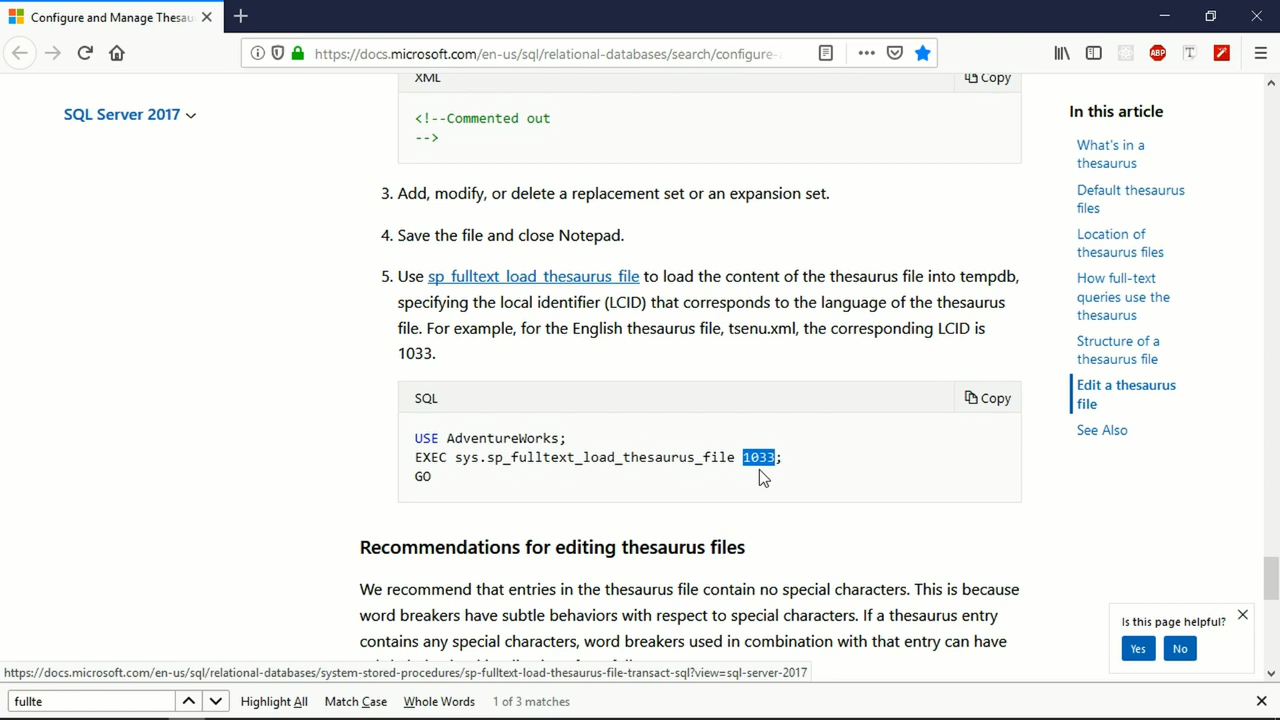 Configure and Manage Thesau
https://docs.microsoft.com/en-us/sql/relational-databases/search/configure-
ABP
T
SQL Server 2017
XML
Copy
<!--Commented out
-->
3. Add, modify, or delete a replacement set or an expansion set.
4. Save the file and close Notepad.
5. Use sp_fulltext_load_thesaurus_file to load the content of the thesaurus file into tempdb,
specifying the local identifier (LCID) that corresponds to the language of the thesaurus
file. For example, for the English thesaurus file, tsenu.xml, the corresponding LCID is
1033.
SQL
Copy
USE AdventureWorks;
EXEC sys.sp_fulltext_load_thesaurus_file 1033;
GO
Recommendations for editing thesaurus files
We recommend that entries in the thesaurus file contain no special characters. This is because
word breakers have subtle behaviors with respect to special characters. If a thesaurus entry
contains any special characters, word breakers used in combination with that entry can have
In this article
What's in a
thesaurus
Default thesaurus
files
Location of
thesaurus files
How full-text
queries use the
thesaurus
Structure of a
thesaurus file
Edit a thesaurus
file
See Also
Is this page helpful?
Yes
No
https://docs.microsoft.com/en-us/sql/relational-databases/system-stored-procedures/sp-fulltext-load-thesaurus-file-transact-sql?view=sql-server-2017
fullte
Highlight All
Match Case
Whole Words
1 of 3 matches